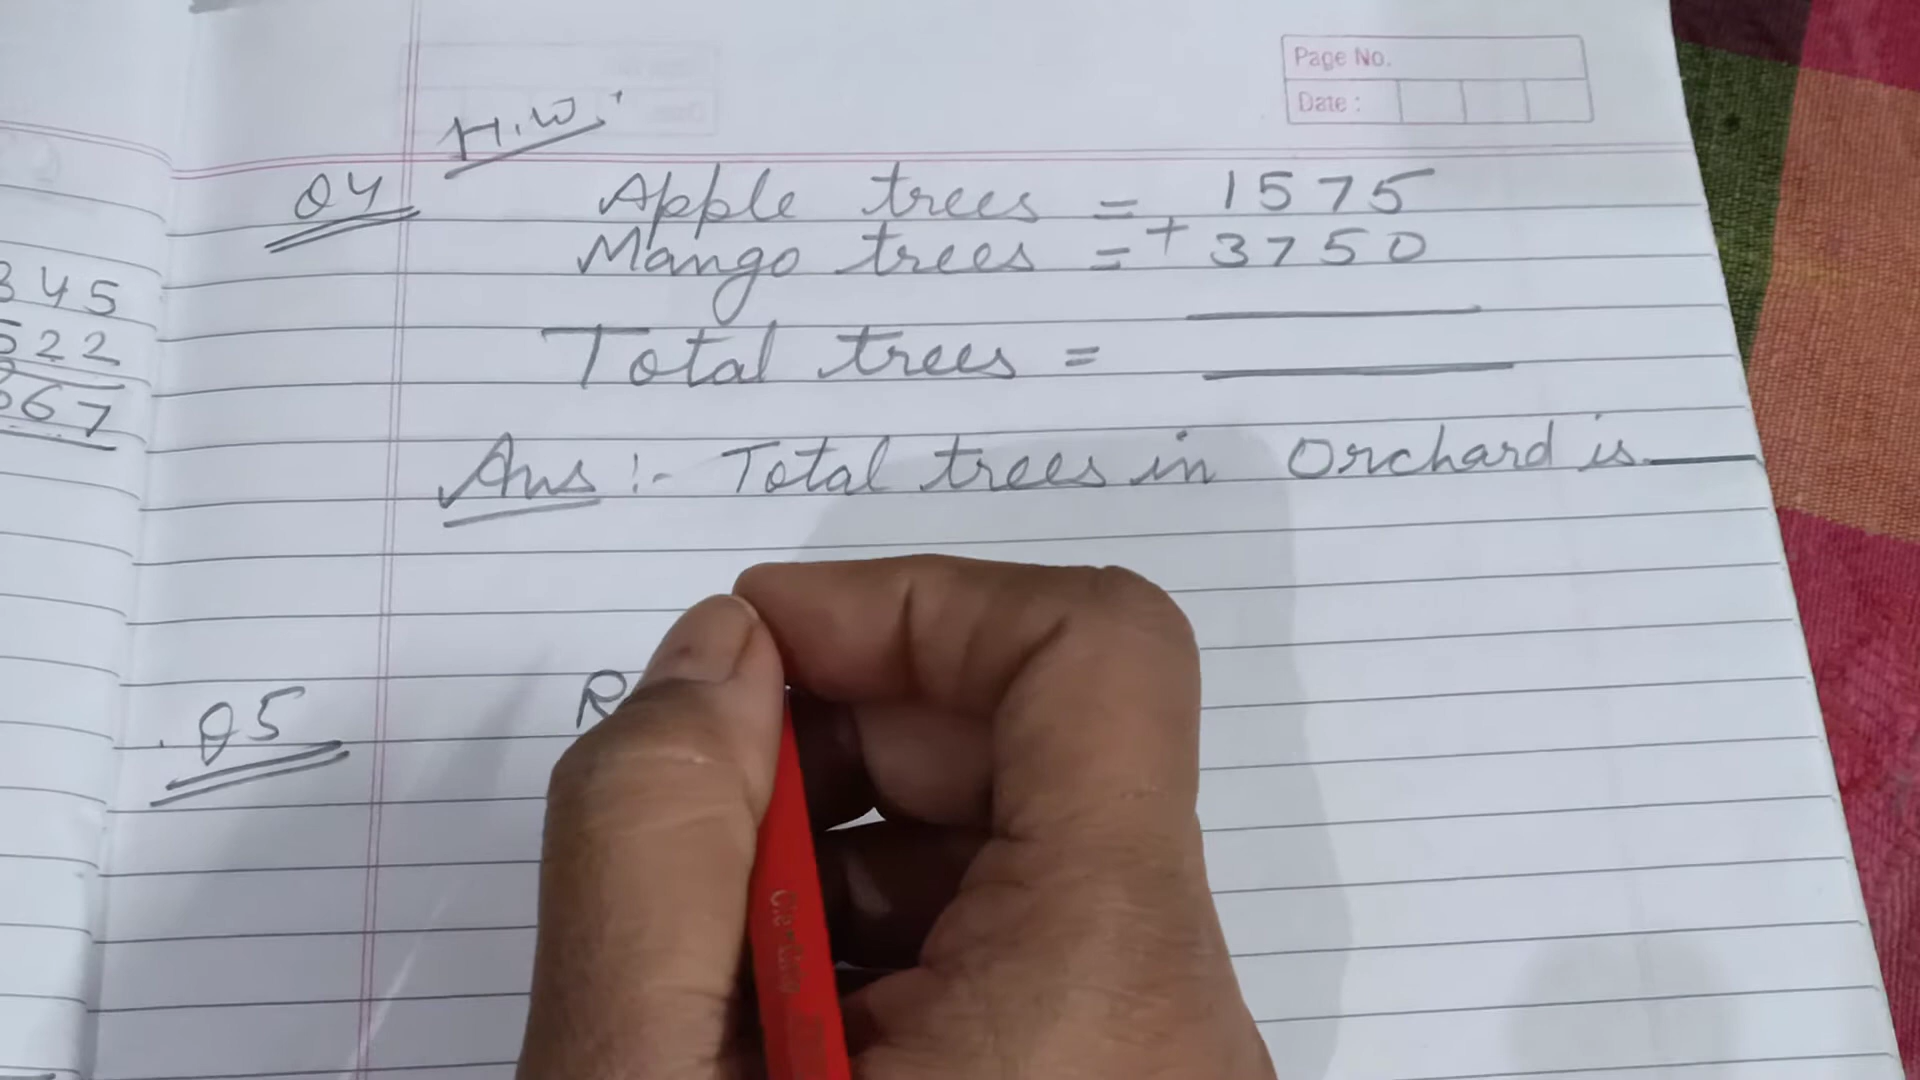 Page No.
Date :
H.W.
Q4 Apple trees = 1575
Mango trees = + 3750
Total trees =
Ans :- Total trees in Orchard is
345
522
867
Q5 R